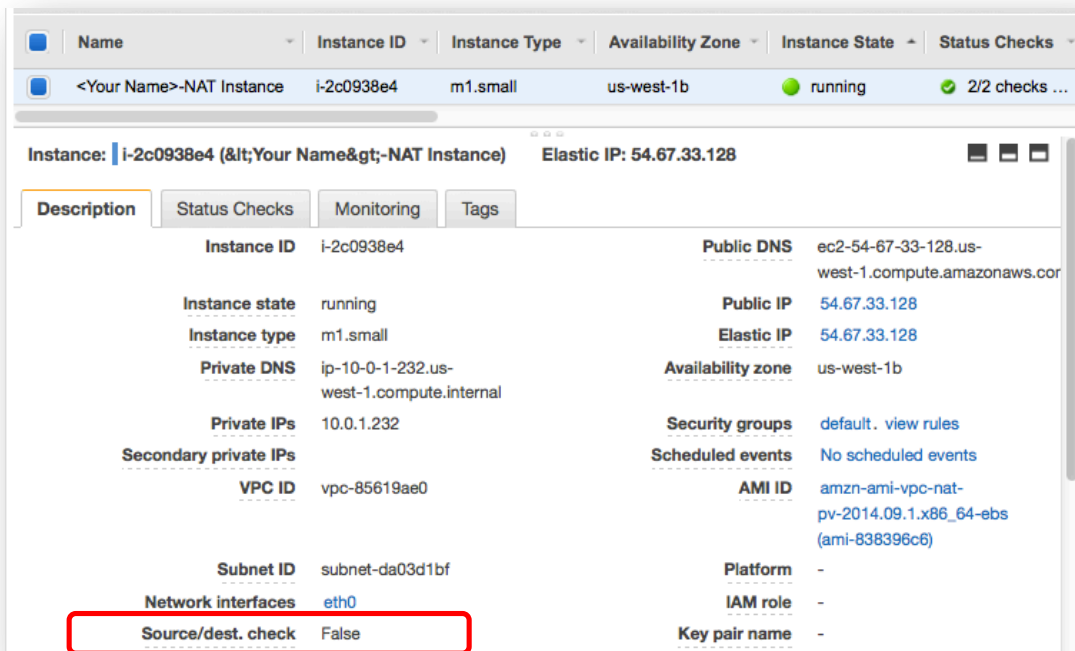 Name Instance ID Instance Type Availability Zone Instance State Status Checks
<Your Name>-NAT Instance i-2c0938e4 m1.small us-west-1b running 2/2 checks ...
Instance: i-2c0938e4 (&lt;Your Name&gt;-NAT Instance) Elastic IP: 54.67.33.128
Description Status Checks Monitoring Tags
Instance ID i-2c0938e4 Public DNS ec2-54-67-33-128.us-
west-1.compute.amazonaws.com
Instance state running Public IP 54.67.33.128
Instance type m1.small Elastic IP 54.67.33.128
Private DNS ip-10-0-1-232.us- Availability zone us-west-1b
west-1.compute.internal
Private IPs 10.0.1.232 Security groups default. view rules
Secondary private IPs Scheduled events No scheduled events
VPC ID vpc-85619ae0 AMI ID amzn-ami-vpc-nat-
pv-2014.09.1.x86_64-ebs
(ami-838396c6)
Subnet ID subnet-da03d1bf Platform -
Network interfaces eth0 IAM role -
Source/dest. check False Key pair name -